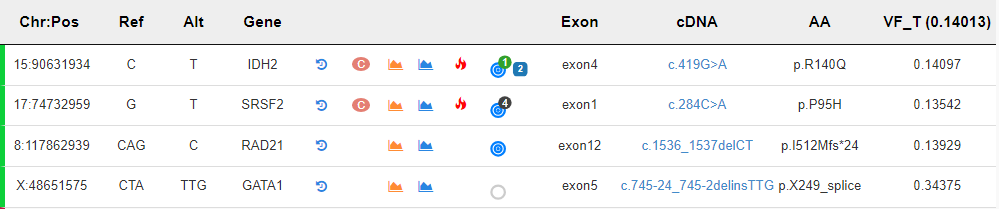 Chr:Pos Ref Alt Gene Exon cDNA AA VF_T (0.14013)
15:90631934 C T IDH2 C 1 2 exon4 c.419G>A p.R140Q 0.14097
17:74732959 G T SRSF2 C 4 exon1 c.284C>A p.P95H 0.13542
8:117862939 CAG C RAD21 exon12 c.1536_1537delCT p.I512Mfs*24 0.13929
X:48651575 CTA TTG GATA1 exon5 c.745-24_745-2delinsTTG p.X249_splice 0.34375